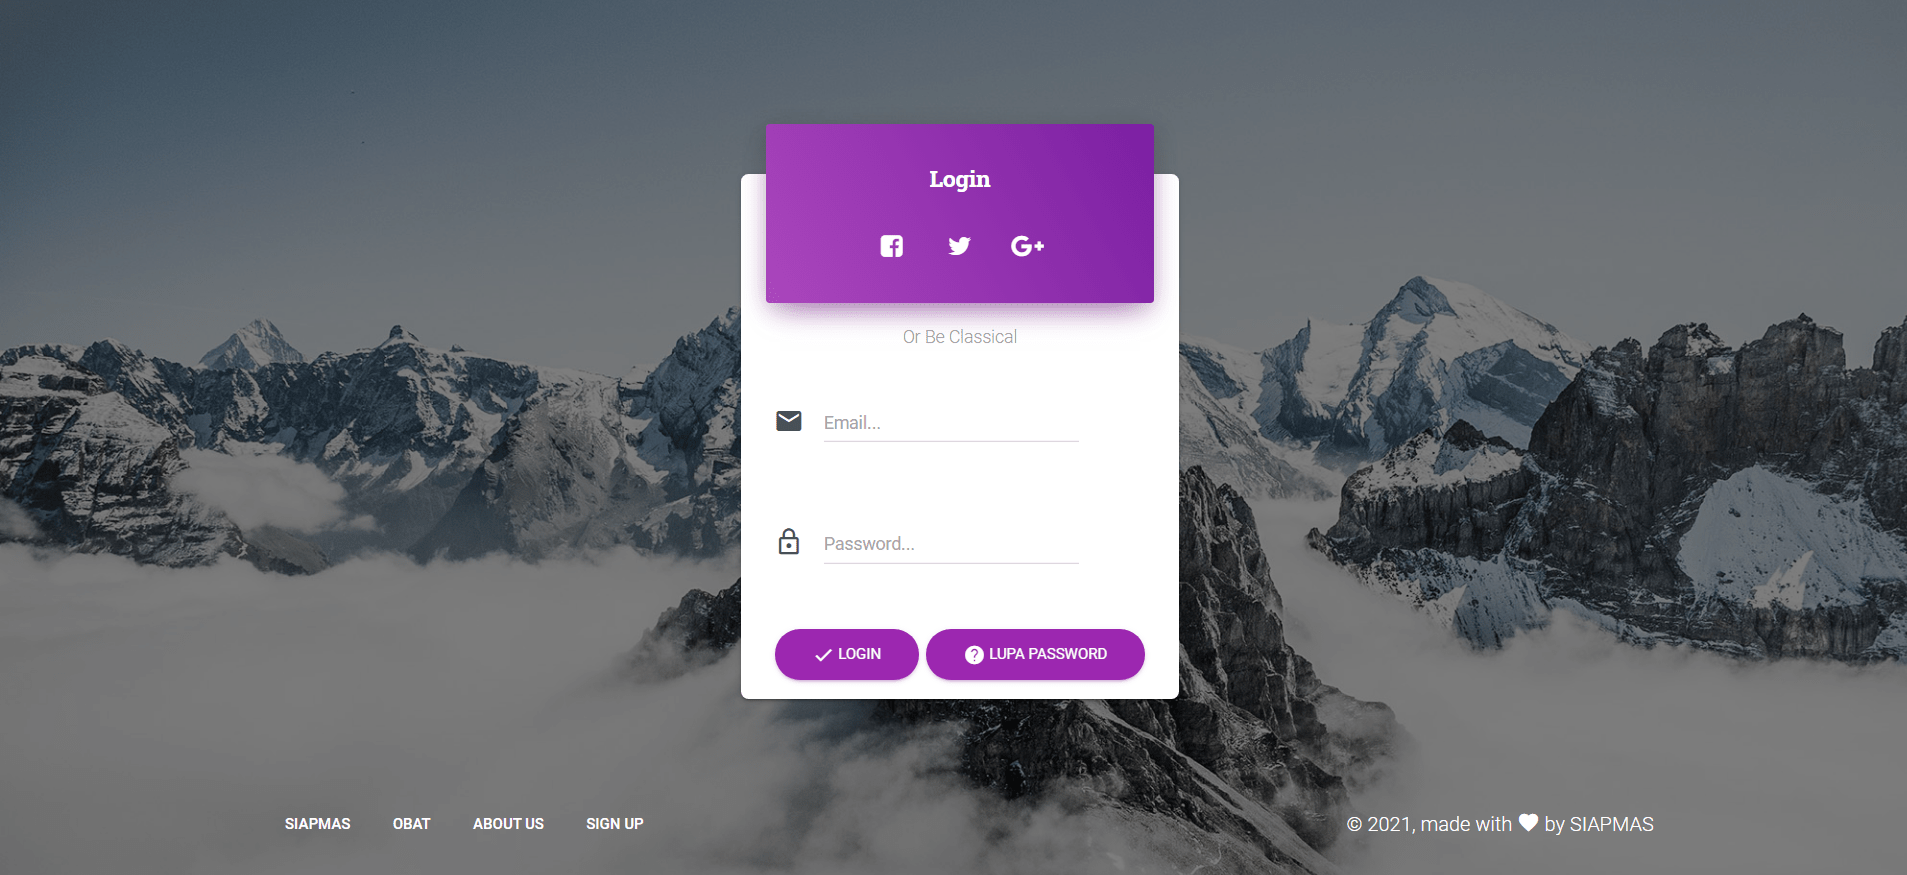 Login
Or Be Classical
Email...
Password...
LOGIN
LUPA PASSWORD
SIAPMAS OBAT ABOUT US SIGN UP
© 2021, made with ♥ by SIAPMAS